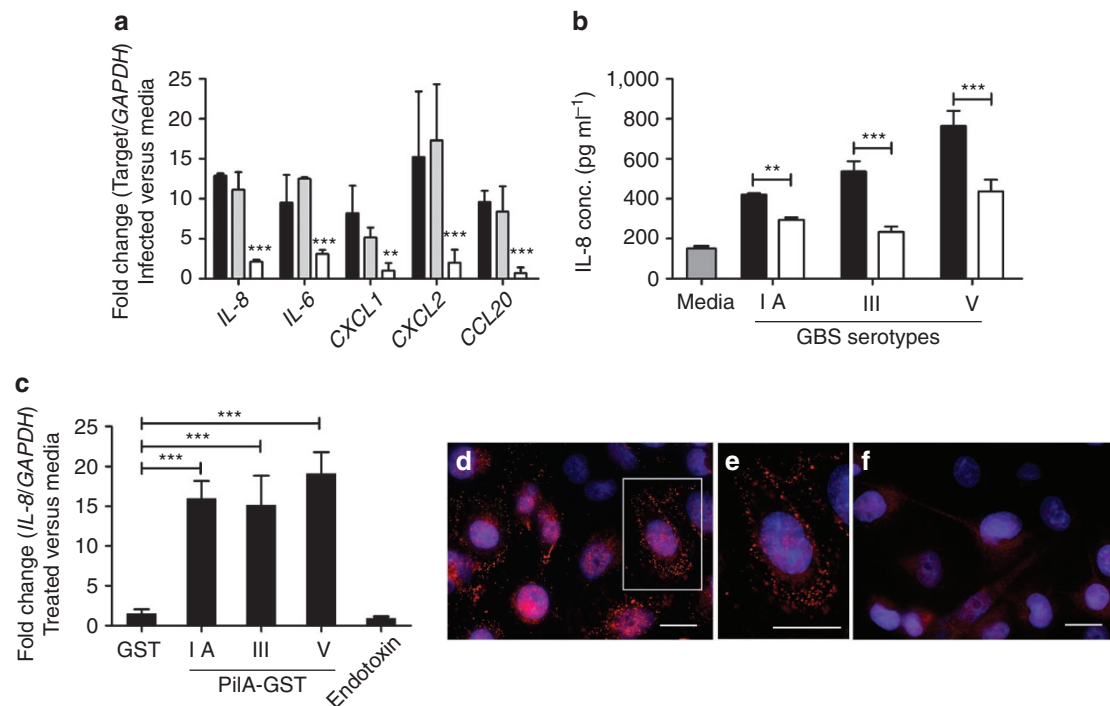 a
Fold change (Target/GAPDH)
Infected versus media
25
20
15
10
5
0
***
***
**
***
***
IL-8
IL-6
CXCL1
CXCL2
CCL20
b
IL-8 conc. (pg ml⁻¹)
1,000
800
600
400
200
0
**
***
***
Media
I A
III
V
GBS serotypes
c
Fold change (IL-8/GAPDH)
Treated versus media
25
20
15
10
5
0
***
***
***
GST
I A
III
V
Endotoxin
PilA-GST
d
e
f